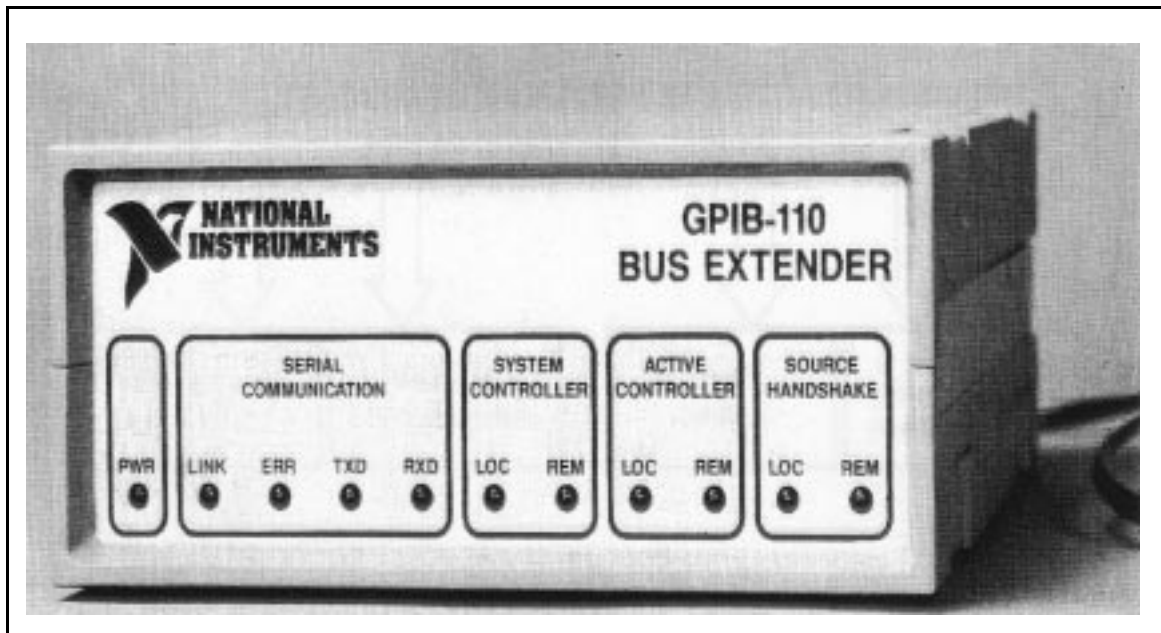 NATIONAL
INSTRUMENTS
GPIB-110
BUS EXTENDER
SERIAL
COMMUNICATION
SYSTEM
CONTROLLER
ACTIVE
CONTROLLER
SOURCE
HANDSHAKE
PWR LINK ERR TXD RXD LOC REM LOC REM LOC REM